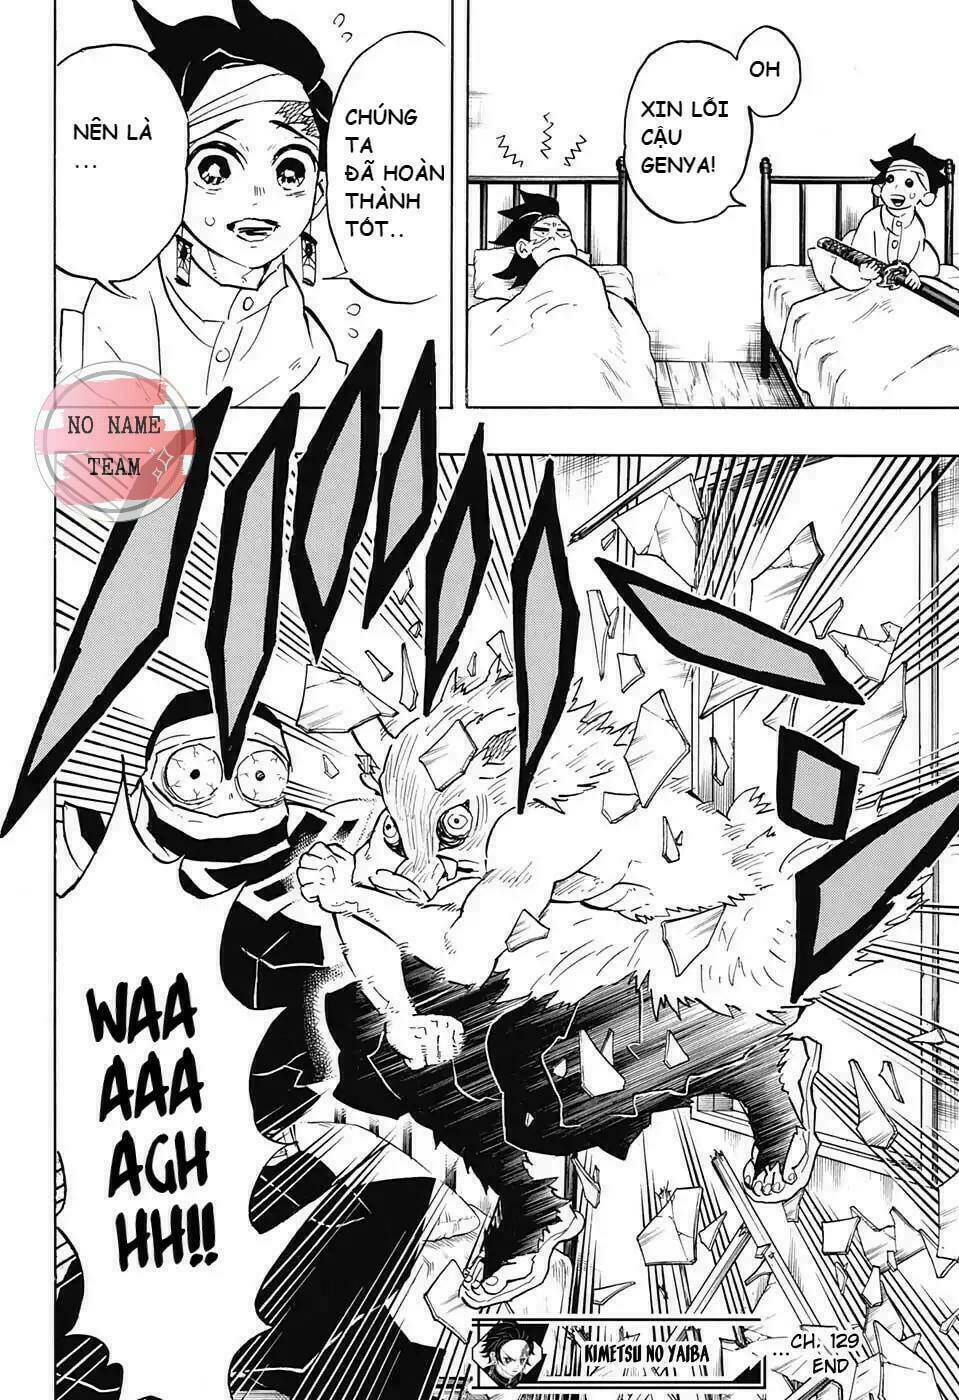 OH
XIN LỖI
CẬU
GENYA!
CHÚNG
TA
ĐÃ HOÀN
THÀNH
TỐT..
NÊN LÀ
...
NO NAME
TEAM
WAA
AAA
AGH
HH!!
KIMETSU NO YAIBA
CH: 129
...END